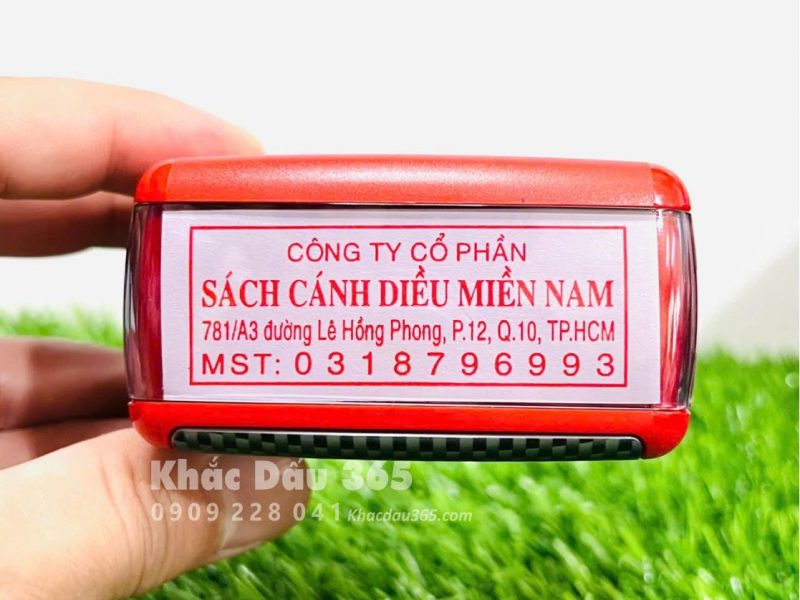 CÔNG TY CỔ PHẦN
SÁCH CÁNH DIỀU MIỀN NAM
781/A3 đường Lê Hồng Phong, P.12, Q.10, TP.HCM
MST: 0318796993
Khắc Dấu 365
0909 228 041 Khacdau365.com